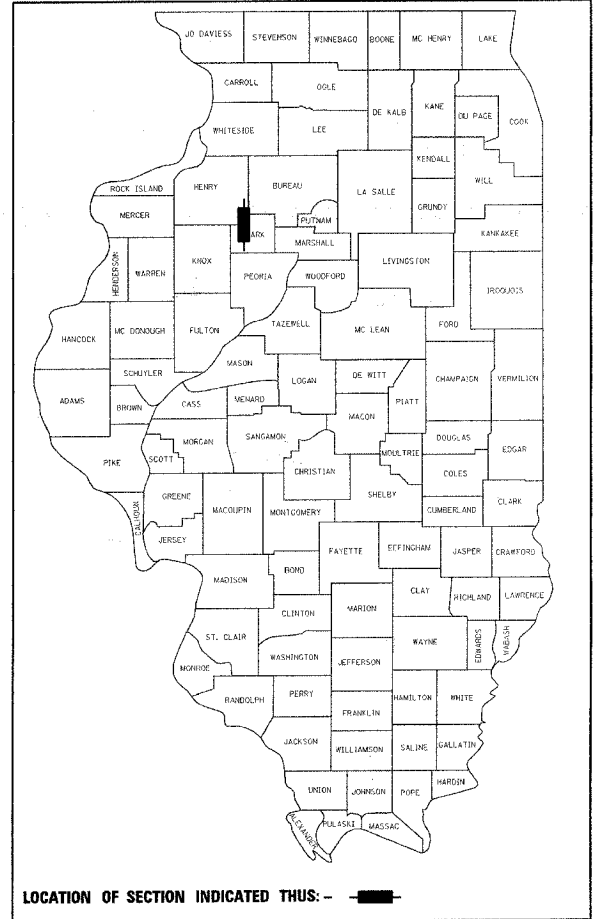 JO DAVIESS STEVENSON WINNEBAGO BOONE MC HENRY LAKE
CARROLL OGLE DE KALB KANE DU PAGE COOK
WHITESIDE LEE
KENDALL WILL
ROCK ISLAND HENRY BUREAU LA SALLE GRUNDY
MERCER PUTNAM KANKAKEE
ARK MARSHALL
HENDERSON WARREN KNOX PEORIA WOODFORD LIVINGSTON IROQUOIS
HANCOCK MC DONOUGH FULTON TAZEWELL MC LEAN FORD
MASON
SCHUYLER LOGAN DE WITT CHAMPAIGN VERMILION
ADAMS BROWN CASS MENARD PIATT
MACON
MORGAN SANGAMON DOUGLAS
PIKE SCOTT CHRISTIAN MOULTRIE COLES EDGAR
GREENE MACOUPIN SHELBY CLARK
CALHOUN MONTGOMERY CUMBERLAND
JERSEY FAYETTE EFFINGHAM JASPER CRAWFORD
MADISON BOND
CLAY RICHLAND LAWRENCE
CLINTON MARION
ST. CLAIR WAYNE EDWARDS WABASH
MONROE WASHINGTON JEFFERSON
RANDOLPH PERRY HAMILTON WHITE
FRANKLIN
JACKSON WILLIAMSON SALINE GALLATIN
UNION JOHNSON POPE HARDIN
ALEXANDER PULASKI MASSAC
LOCATION OF SECTION INDICATED THUS: -